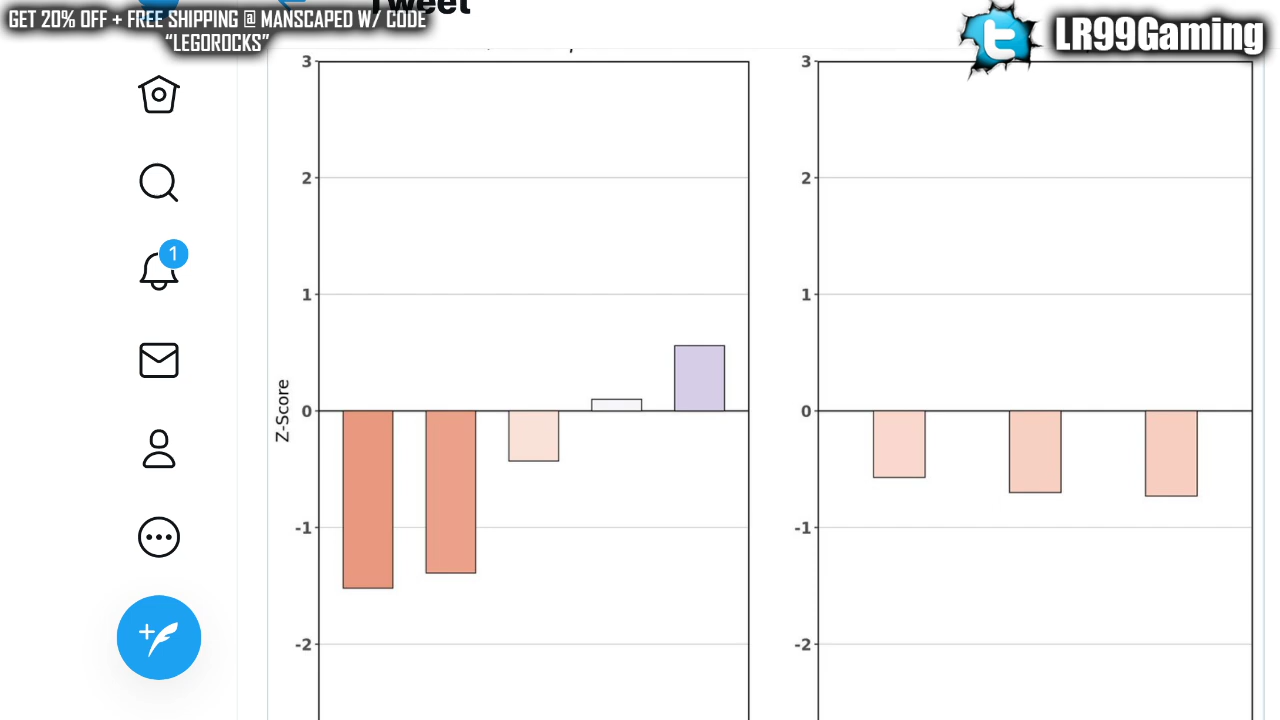 GET 20% OFF + FREE SHIPPING @ MANSCAPED W/ CODE
“LEGOROCKS”
Tweet
LR99Gaming
1
Z-Score
3
2
1
0
-1
-2
3
2
1
0
-1
-2